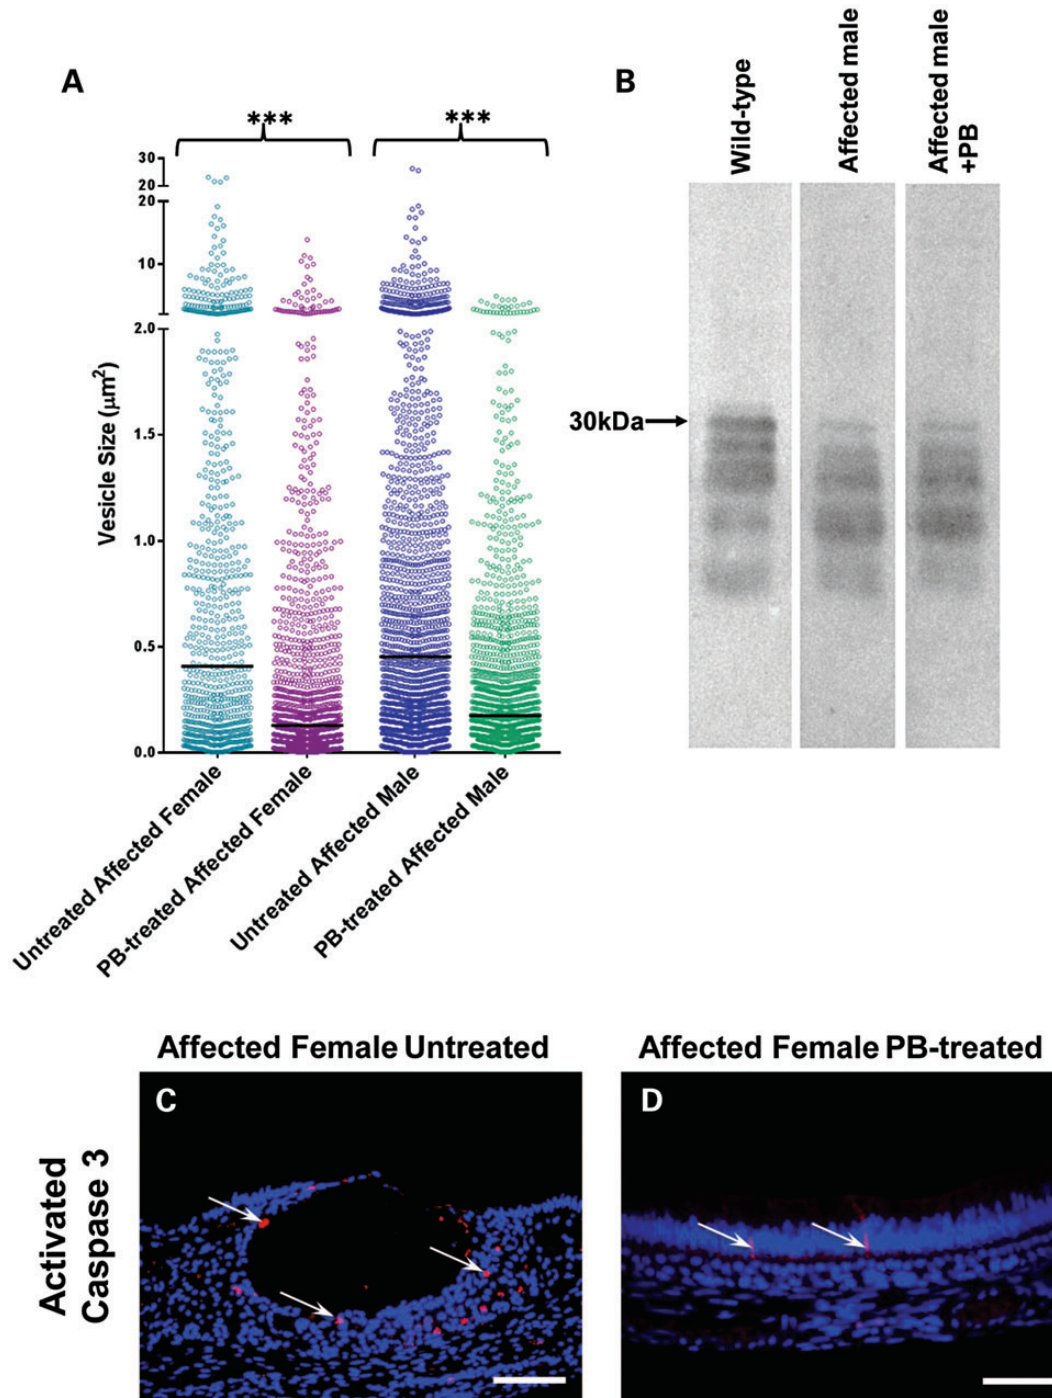 A
***
***
30
20
20
10
2.0
1.5
1.0
0.5
0.0
Vesicle Size (μm²)
Untreated Affected Female
PB-treated Affected Female
Untreated Affected Male
PB-treated Affected Male
B
Wild-type
Affected male
Affected male
+PB
30kDa
Affected Female Untreated
Affected Female PB-treated
Activated
Caspase 3
C
D